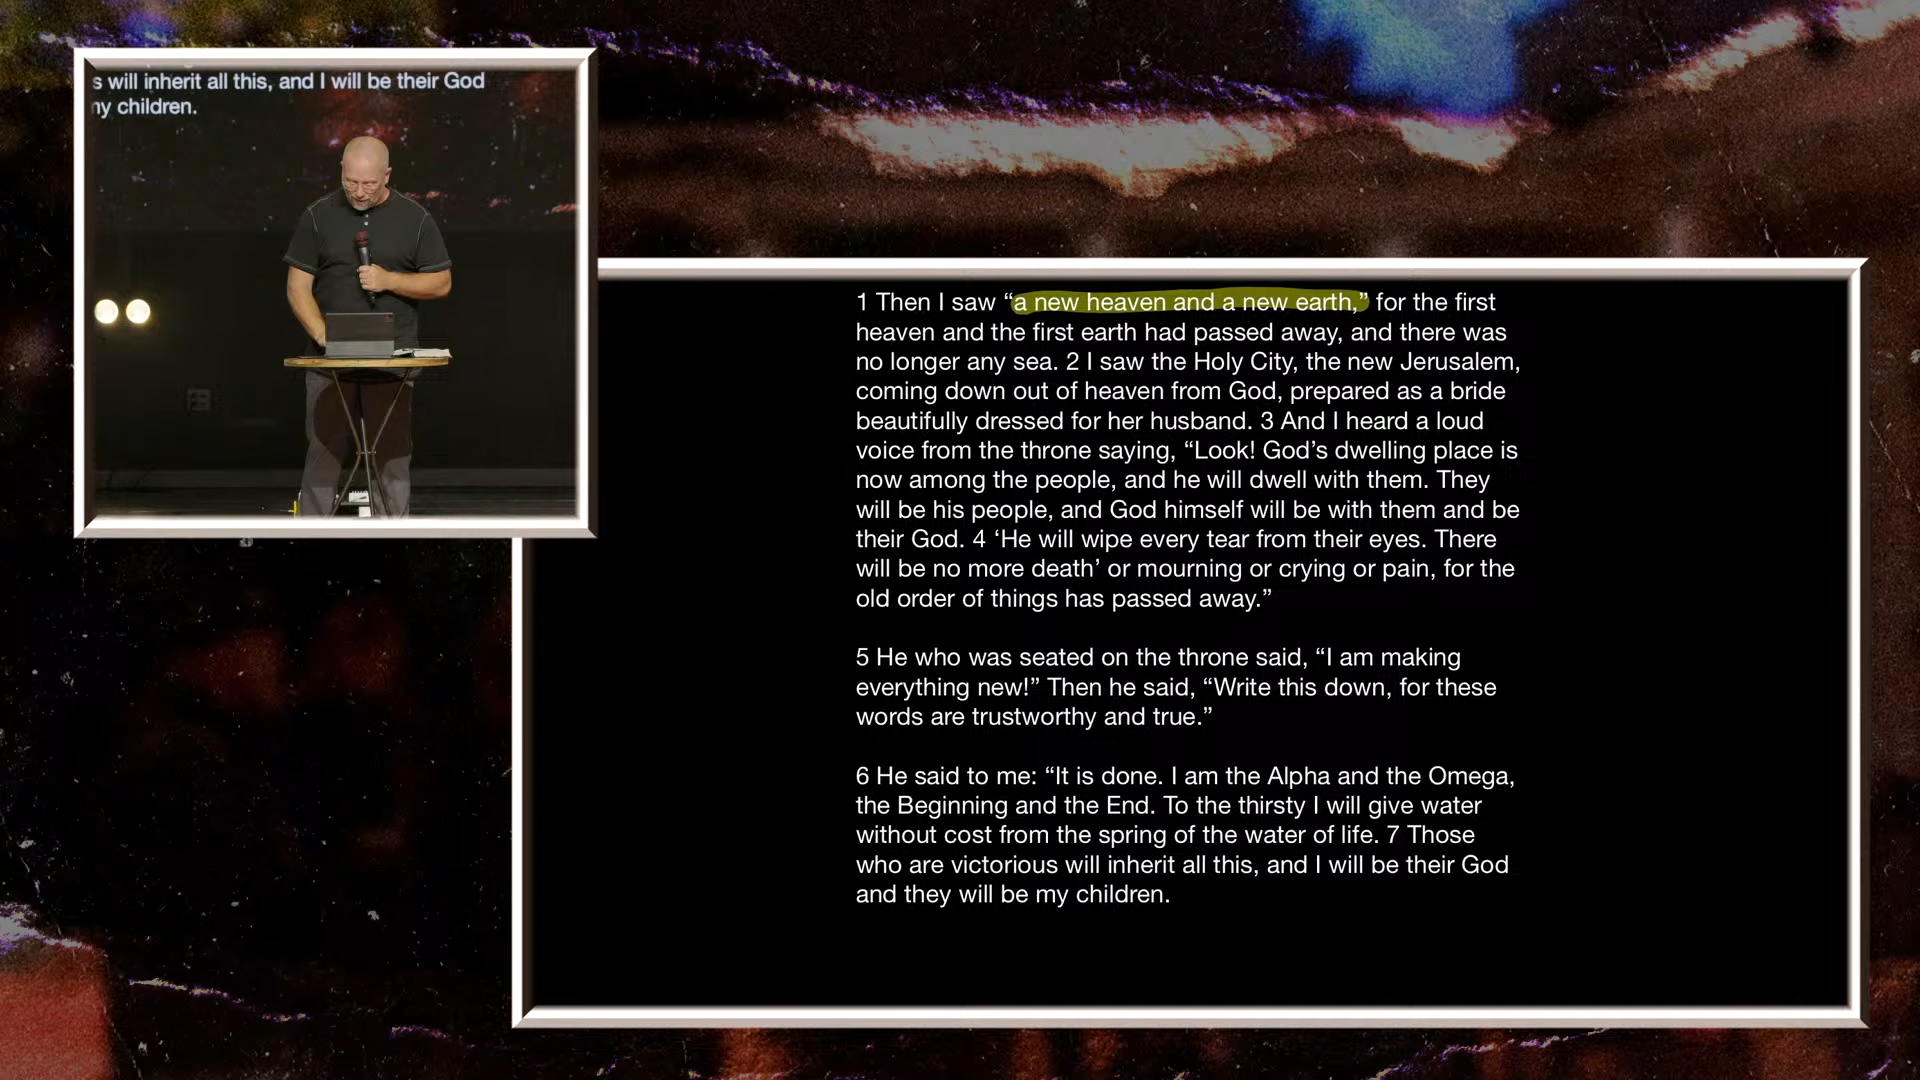 s will inherit all this, and I will be their God
my children.
1 Then I saw “a new heaven and a new earth,” for the first
heaven and the first earth had passed away, and there was
no longer any sea. 2 I saw the Holy City, the new Jerusalem,
coming down out of heaven from God, prepared as a bride
beautifully dressed for her husband. 3 And I heard a loud
voice from the throne saying, “Look! God’s dwelling place is
now among the people, and he will dwell with them. They
will be his people, and God himself will be with them and be
their God. 4 ‘He will wipe every tear from their eyes. There
will be no more death’ or mourning or crying or pain, for the
old order of things has passed away.”
5 He who was seated on the throne said, “I am making
everything new!” Then he said, “Write this down, for these
words are trustworthy and true.”
6 He said to me: “It is done. I am the Alpha and the Omega,
the Beginning and the End. To the thirsty I will give water
without cost from the spring of the water of life. 7 Those
who are victorious will inherit all this, and I will be their God
and they will be my children.